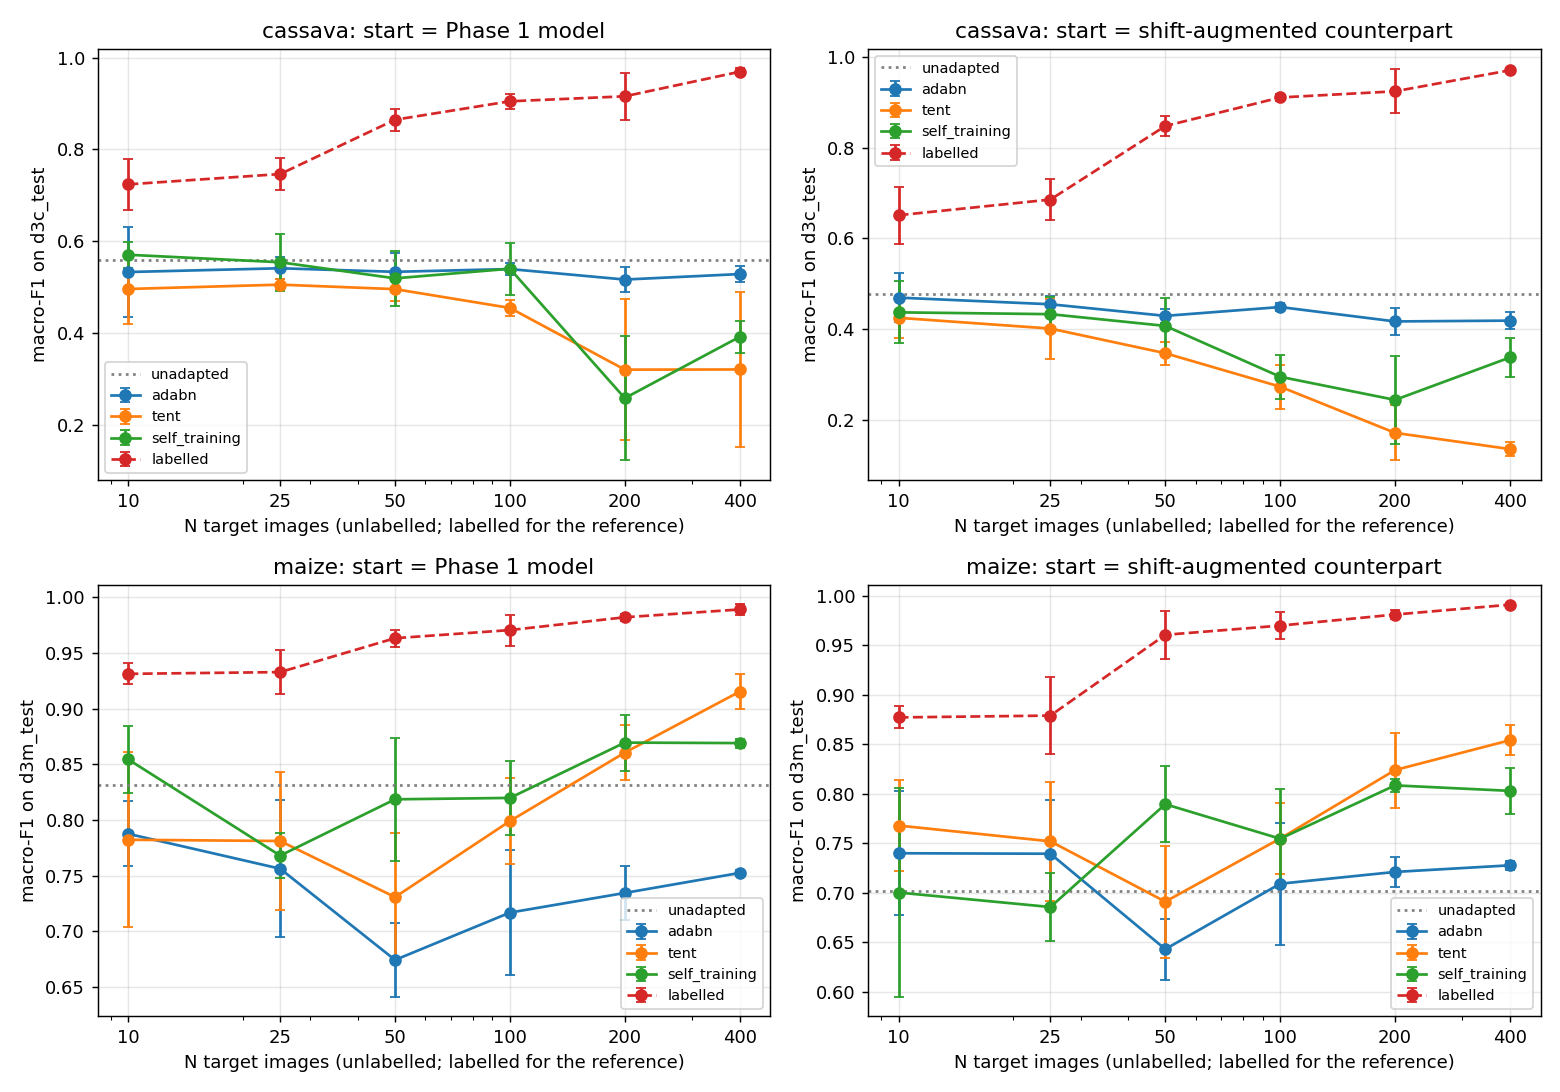 cassava: start = Phase 1 model
macro-F1 on d3c_test
1.0
0.8
0.6
0.4
0.2
unadapted
adabn
tent
self_training
labelled
10
25
50
100
200
400
N target images (unlabelled; labelled for the reference)
cassava: start = shift-augmented counterpart
macro-F1 on d3c_test
1.0
0.8
0.6
0.4
0.2
unadapted
adabn
tent
self_training
labelled
10
25
50
100
200
400
N target images (unlabelled; labelled for the reference)
maize: start = Phase 1 model
macro-F1 on d3m_test
1.00
0.95
0.90
0.85
0.80
0.75
0.70
0.65
unadapted
adabn
tent
self_training
labelled
10
25
50
100
200
400
N target images (unlabelled; labelled for the reference)
maize: start = shift-augmented counterpart
macro-F1 on d3m_test
1.00
0.95
0.90
0.85
0.80
0.75
0.70
0.65
0.60
unadapted
adabn
tent
self_training
labelled
10
25
50
100
200
400
N target images (unlabelled; labelled for the reference)